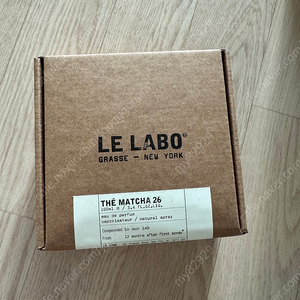 LE LABO®
GRASSE – NEW YORK
THÉ MATCHA 26
eau de parfum
vaporisateur / natural spray
Compounded in our lab
12 months after first spray